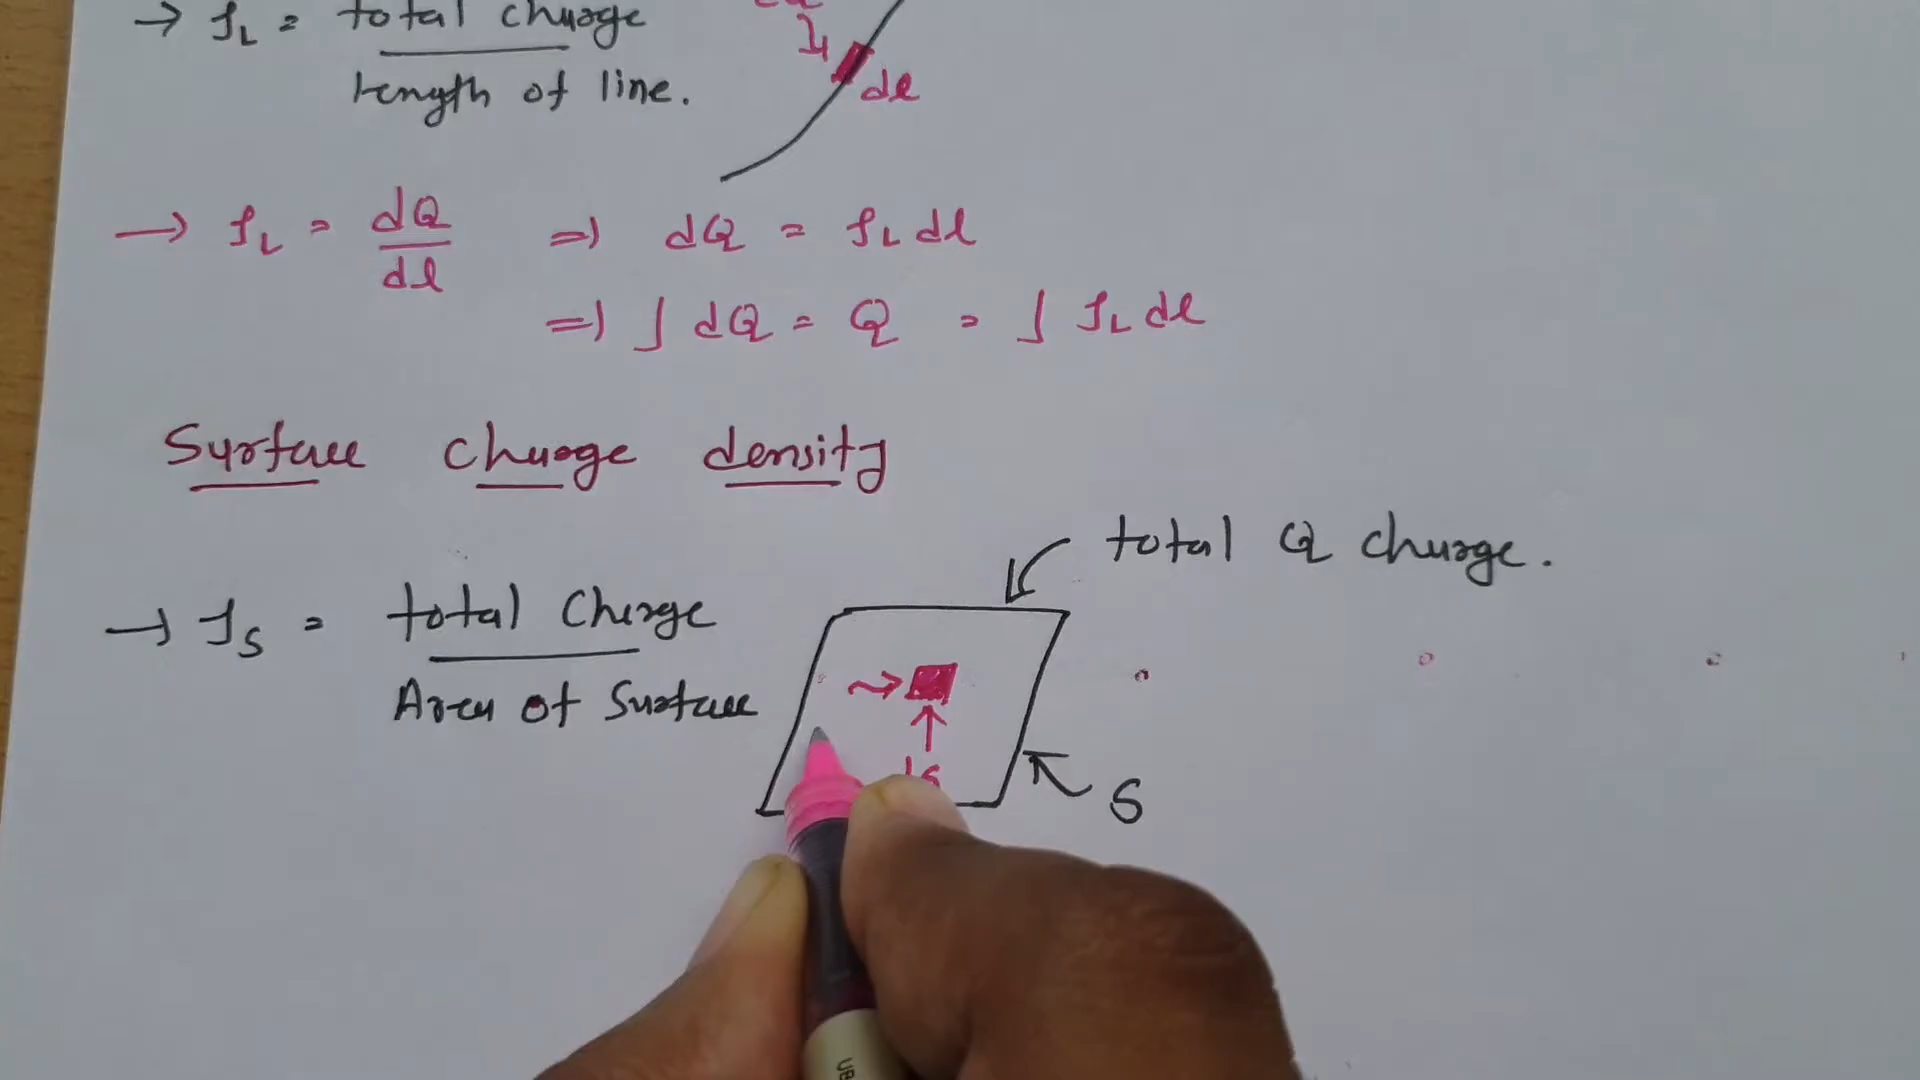 → ρL = total charge
length of line.
dl
→ ρL = dQ/dl ⇒ dQ = ρL dl
⇒ ∫ dQ = Q = ∫ ρL dl
Surface charge density
total Q charge.
→ ρS = total Charge
Area of Surface
ds
S